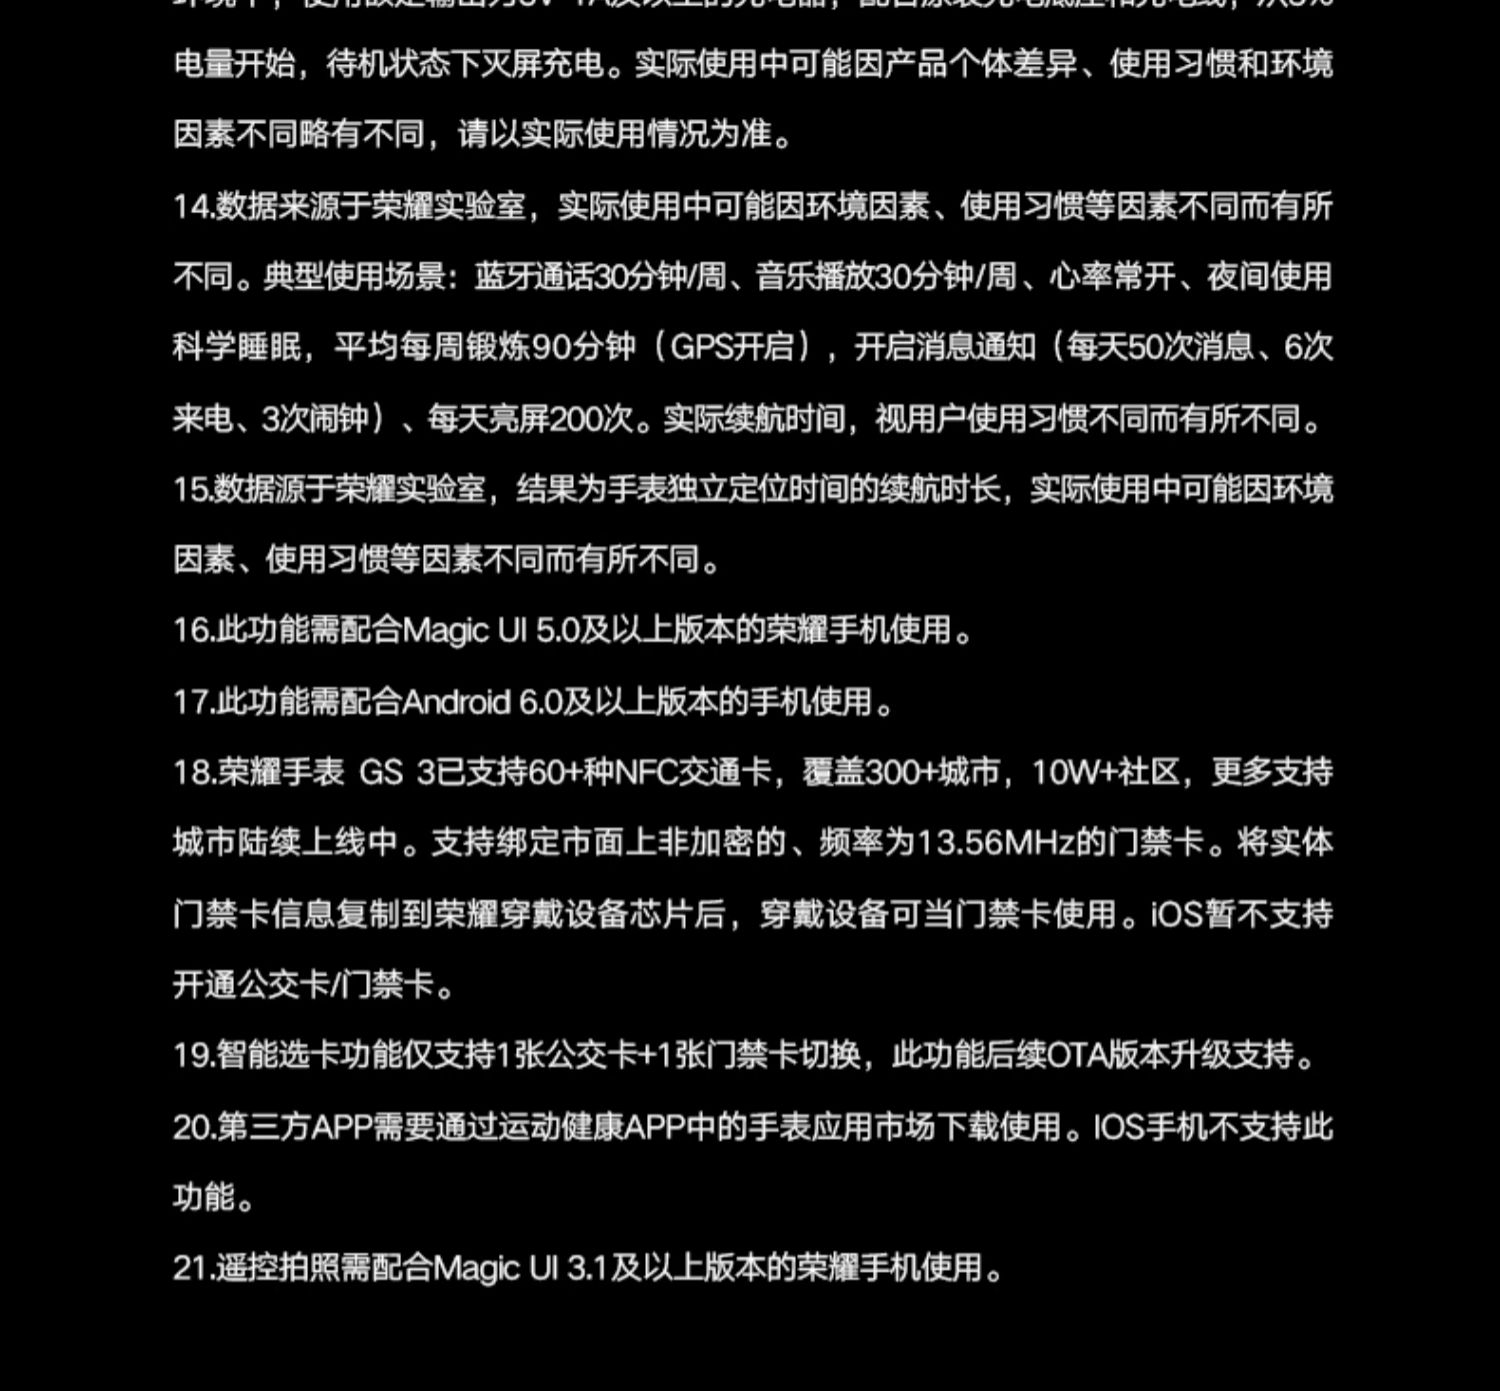 电量开始，待机状态下灭屏充电。实际使用中可能因产品个体差异、使用习惯和环境
因素不同略有不同，请以实际使用情况为准。
14.数据来源于荣耀实验室，实际使用中可能因环境因素、使用习惯等因素不同而有所
不同。典型使用场景：蓝牙通话30分钟/周、音乐播放30分钟/周、心率常开、夜间使用
科学睡眠，平均每周锻炼90分钟（GPS开启），开启消息通知（每天50次消息、6次
来电、3次闹钟）、每天亮屏200次。实际续航时间，视用户使用习惯不同而有所不同。
15.数据源于荣耀实验室，结果为手表独立定位时间的续航时长，实际使用中可能因环境
因素、使用习惯等因素不同而有所不同。
16.此功能需配合Magic UI 5.0及以上版本的荣耀手机使用。
17.此功能需配合Android 6.0及以上版本的手机使用。
18.荣耀手表 GS 3已支持60+种NFC交通卡，覆盖300+城市，10W+社区，更多支持
城市陆续上线中。支持绑定市面上非加密的、频率为13.56MHz的门禁卡。将实体
门禁卡信息复制到荣耀穿戴设备芯片后，穿戴设备可当门禁卡使用。iOS暂不支持
开通公交卡/门禁卡。
19.智能选卡功能仅支持1张公交卡+1张门禁卡切换，此功能后续OTA版本升级支持。
20.第三方APP需要通过运动健康APP中的手表应用市场下载使用。IOS手机不支持此
功能。
21.遥控拍照需配合Magic UI 3.1及以上版本的荣耀手机使用。